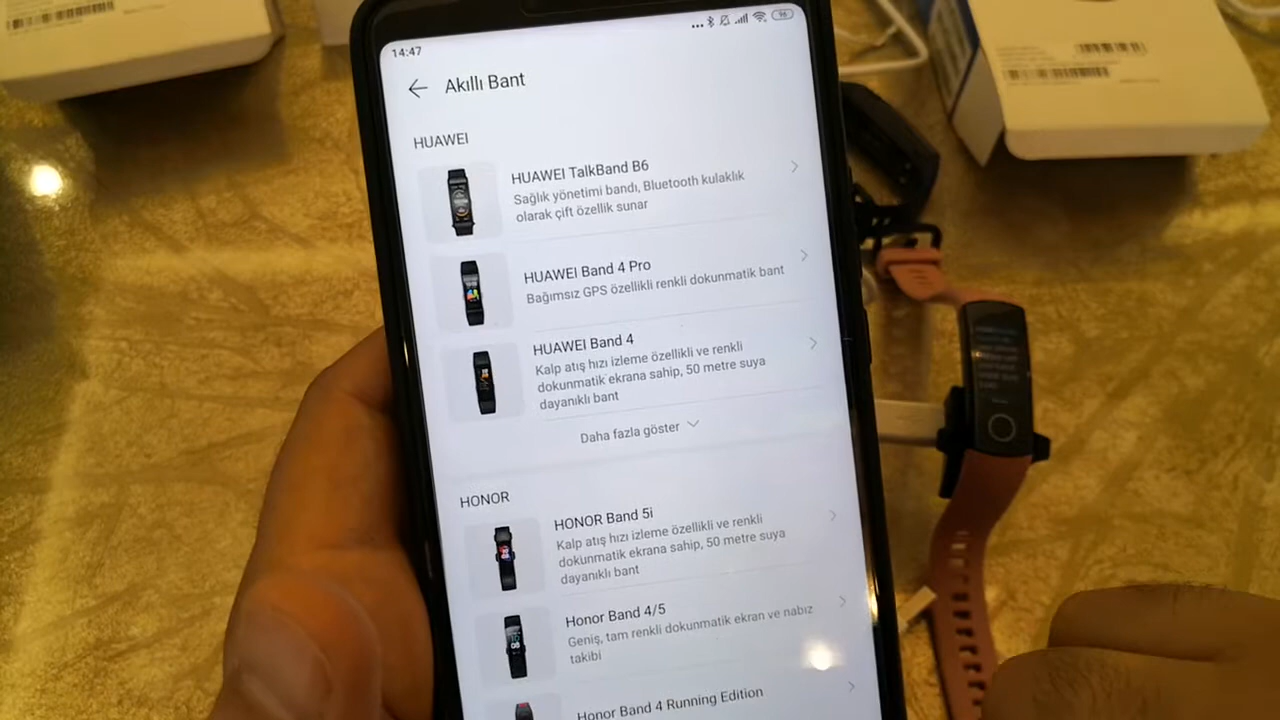 14:47
96
Akıllı Bant
HUAWEI
HUAWEI TalkBand B6
Sağlık yönetimi bandı, Bluetooth kulaklık
olarak çift özellik sunar
HUAWEI Band 4 Pro
Bağımsız GPS özellikli renkli dokunmatik bant
HUAWEI Band 4
Kalp atış hızı izleme özellikli ve renkli
dokunmatik ekrana sahip, 50 metre suya
dayanıklı bant
Daha fazla göster
HONOR
HONOR Band 5i
Kalp atış hızı izleme özellikli ve renkli
dokunmatik ekrana sahip, 50 metre suya
dayanıklı bant
Honor Band 4/5
Geniş, tam renkli dokunmatik ekran ve nabız
takibi
Honor Band 4 Running Edition